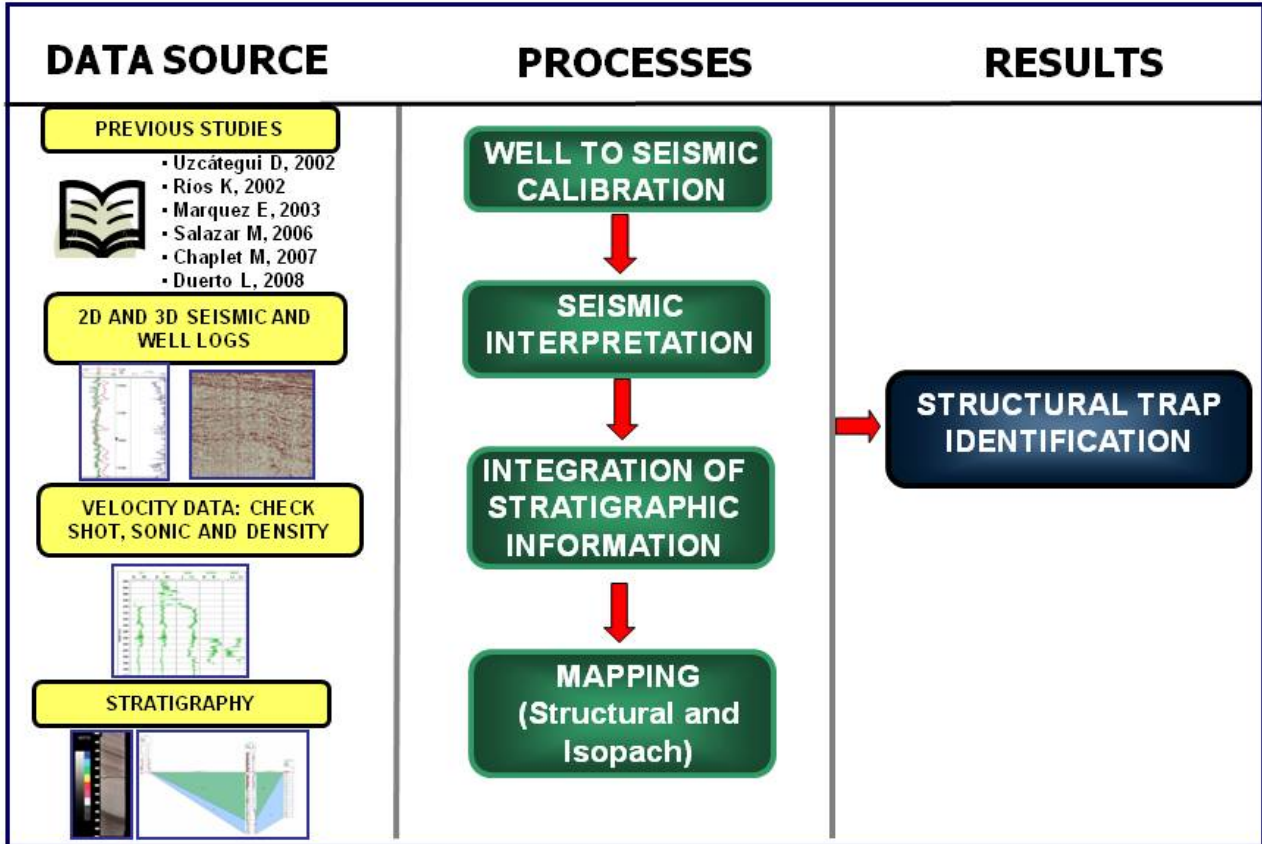 DATA SOURCE
PROCESSES
RESULTS
PREVIOUS STUDIES
▪ Uzcátegui D, 2002
▪ Ríos K, 2002
▪ Marquez E, 2003
▪ Salazar M, 2006
▪ Chaplet M, 2007
▪ Duerto L, 2008
2D AND 3D SEISMIC AND
WELL LOGS
VELOCITY DATA: CHECK
SHOT, SONIC AND DENSITY
STRATIGRAPHY
WELL TO SEISMIC
CALIBRATION
SEISMIC
INTERPRETATION
INTEGRATION OF
STRATIGRAPHIC
INFORMATION
MAPPING
(Structural and
Isopach)
STRUCTURAL TRAP
IDENTIFICATION